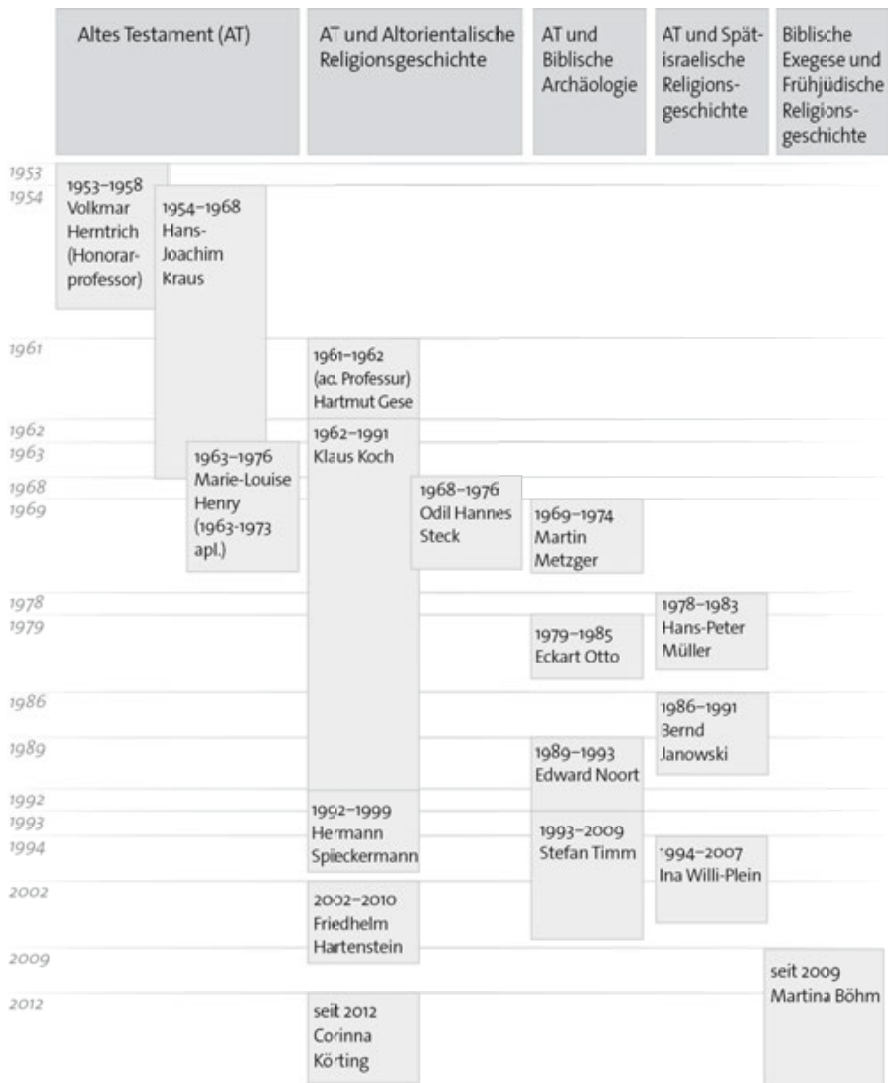 Altes Testament (AT)
AT und Altorientalische
Religionsgeschichte
AT und
Biblische
Archäologie
AT und Spät-
israelische
Religions-
geschichte
Biblische
Exegese und
Frühjüdische
Religions-
geschichte
1953
1953–1958
Volkmar
Herntrich
(Honorar-
professor)
1954
1954–1968
Hans-
Joachim
Kraus
1961
1961–1962
(ao. Professur)
Hartmut Gese
1962
1962–1991
Klaus Koch
1963
1963–1976
Marie-Louise
Henry
(1963-1973
apl.)
1968
1968–1976
Odil Hannes
Steck
1969
1969–1974
Martin
Metzger
1978
1978–1983
Hans-Peter
Müller
1979
1979–1985
Eckart Otto
1986
1986–1991
Bernd
Janowski
1989
1989–1993
Edward Noort
1992
1992–1999
Hermann
Spieckermann
1993
1993–2009
Stefan Timm
1994
1994–2007
Ina Willi-Plein
2002
2002–2010
Friedhelm
Hartenstein
2009
seit 2009
Martina Böhm
2012
seit 2012
Corinna
Körting